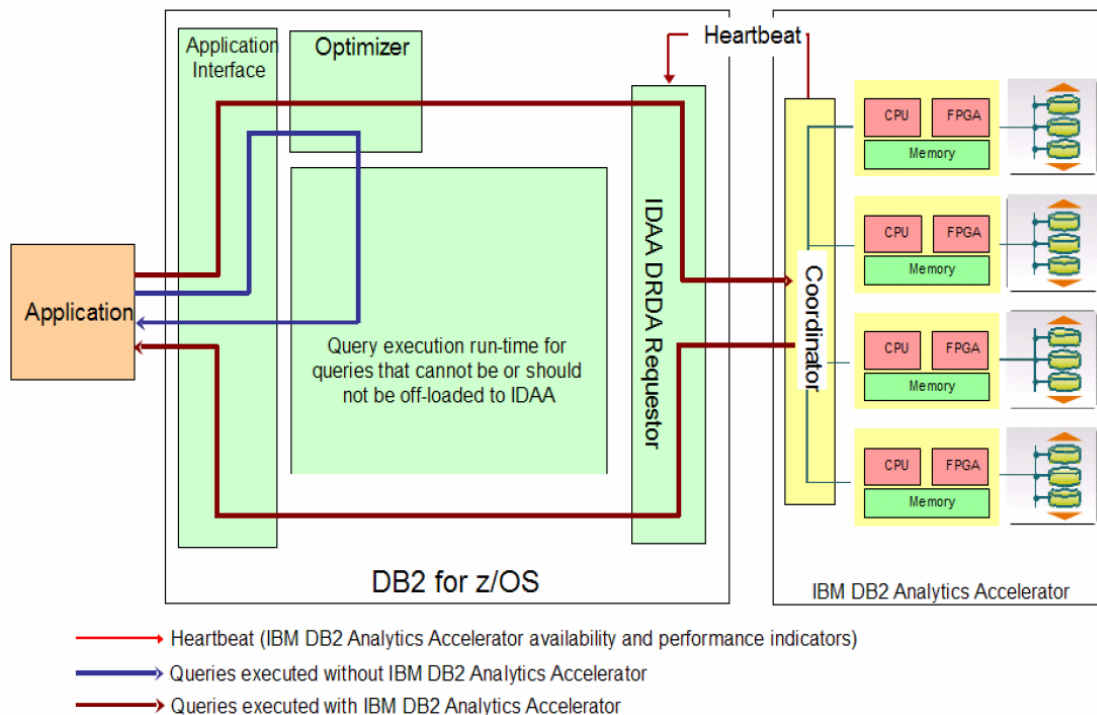 Application
Interface
Optimizer
Heartbeat
CPU
FPGA
Memory
CPU
FPGA
Memory
IDAA DRDA Requestor
Coordinator
Application
Query execution run-time for
queries that cannot be or should
not be off-loaded to IDAA
CPU
FPGA
Memory
CPU
FPGA
Memory
DB2 for z/OS
IBM DB2 Analytics Accelerator
Heartbeat (IBM DB2 Analytics Accelerator availability and performance indicators)
Queries executed without IBM DB2 Analytics Accelerator
Queries executed with IBM DB2 Analytics Accelerator